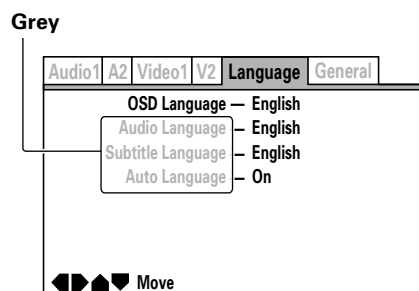 Grey
Audio1 A2 Video1 V2 Language General
OSD Language — English
Audio Language – English
Subtitle Language – English
Auto Language – On
Move